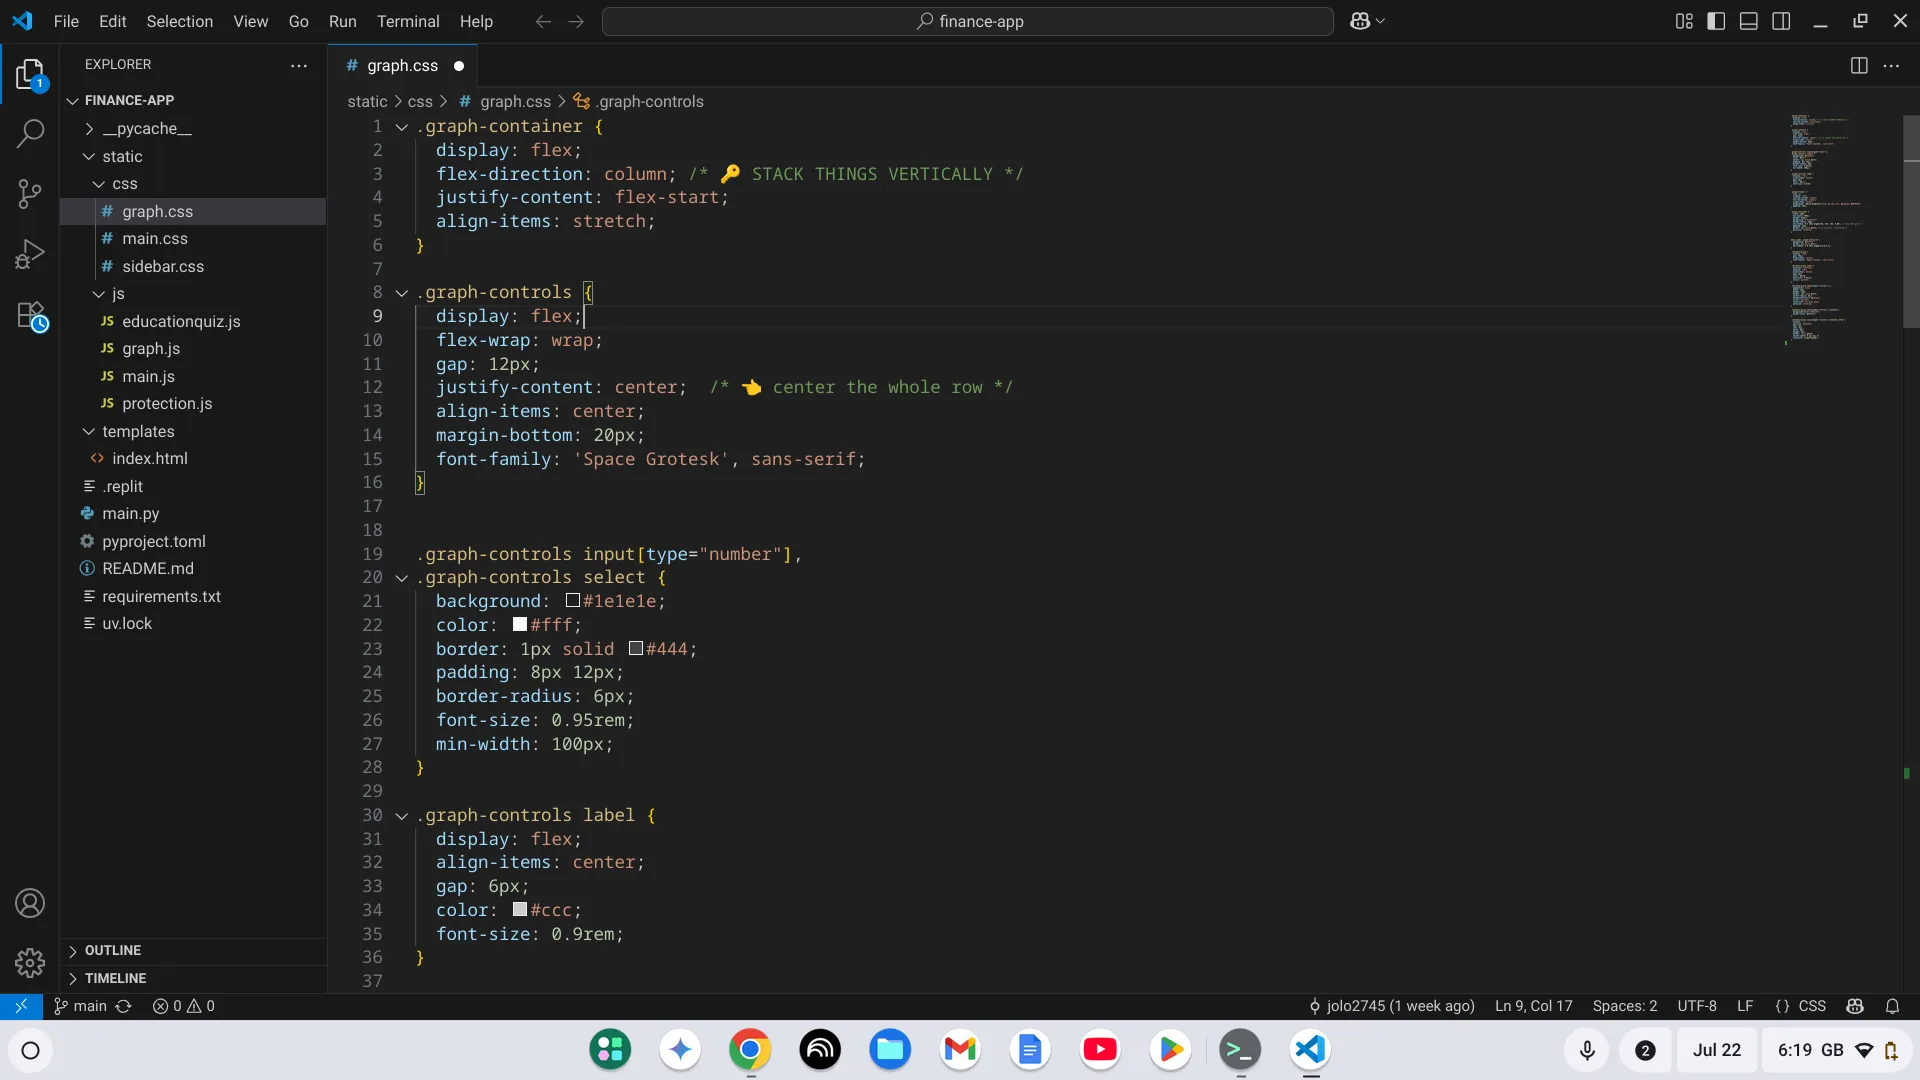 File Edit Selection View Go Run Terminal Help
finance-app
EXPLORER
1
FINANCE-APP
__pycache__
static
css
# graph.css
# main.css
# sidebar.css
js
JS educationquiz.js
JS graph.js
JS main.js
JS protection.js
templates
<> index.html
.replit
main.py
pyproject.toml
README.md
requirements.txt
uv.lock
OUTLINE
TIMELINE
# graph.css
static > css > # graph.css > .graph-controls
1 .graph-container {
2 display: flex;
3 flex-direction: column; /* 🔑 STACK THINGS VERTICALLY */
4 justify-content: flex-start;
5 align-items: stretch;
6 }
7
8 .graph-controls {
9 display: flex;
10 flex-wrap: wrap;
11 gap: 12px;
12 justify-content: center;  /* 👈 center the whole row */
13 align-items: center;
14 margin-bottom: 20px;
15 font-family: 'Space Grotesk', sans-serif;
16 }
17
18
19 .graph-controls input[type="number"],
20 .graph-controls select {
21 background: #1e1e1e;
22 color: #fff;
23 border: 1px solid #444;
24 padding: 8px 12px;
25 border-radius: 6px;
26 font-size: 0.95rem;
27 min-width: 100px;
28 }
29
30 .graph-controls label {
31 display: flex;
32 align-items: center;
33 gap: 6px;
34 color: #ccc;
35 font-size: 0.9rem;
36 }
37
main 0 0
jolo2745 (1 week ago) Ln 9, Col 17 Spaces: 2 UTF-8 LF {} CSS
2 Jul 22 6:19 GB